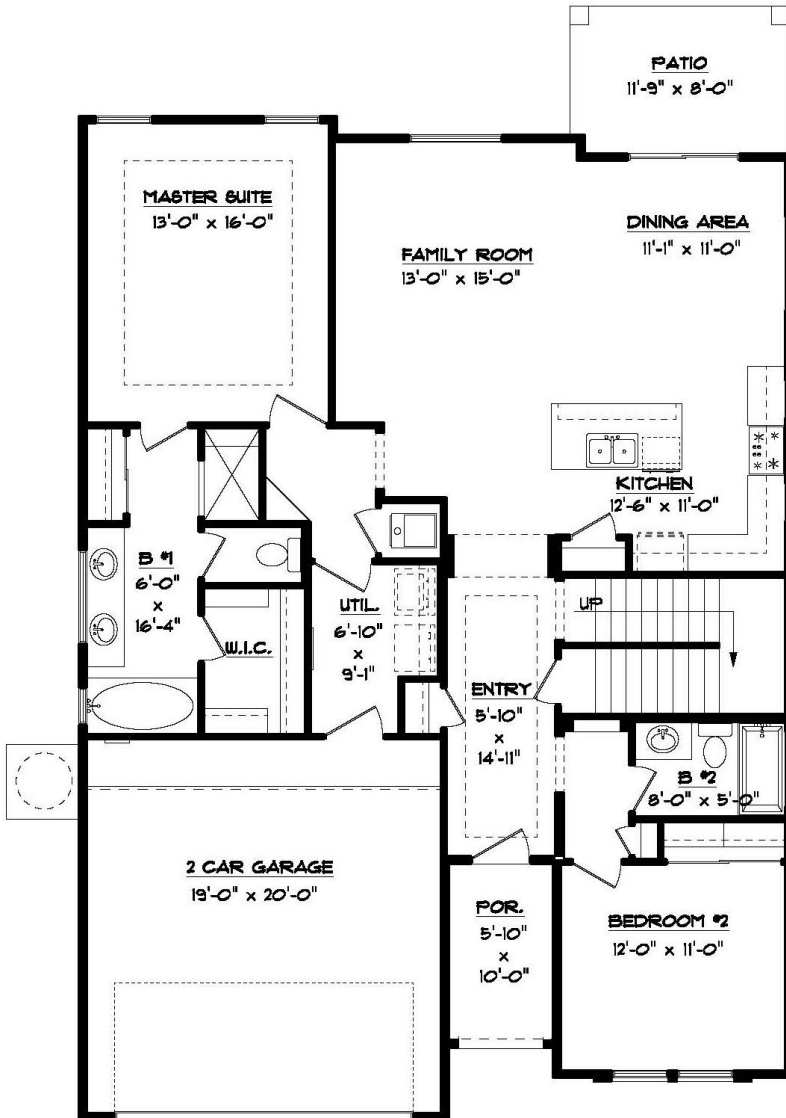 PATIO
11'-9" x 8'-0"
MASTER SUITE
13'-0" x 16'-0"
DINING AREA
11'-1" x 11'-0"
FAMILY ROOM
13'-0" x 15'-0"
KITCHEN
12'-6" x 11'-0"
B #1
6'-0"
x
16'-4"
UTIL.
6'-10"
x
9'-1"
UP
W.I.C.
ENTRY
5'-10"
x
14'-11"
B #2
8'-0" x 5'-0"
2 CAR GARAGE
19'-0" x 20'-0"
POR.
5'-10"
x
10'-0"
BEDROOM #2
12'-0" x 11'-0"